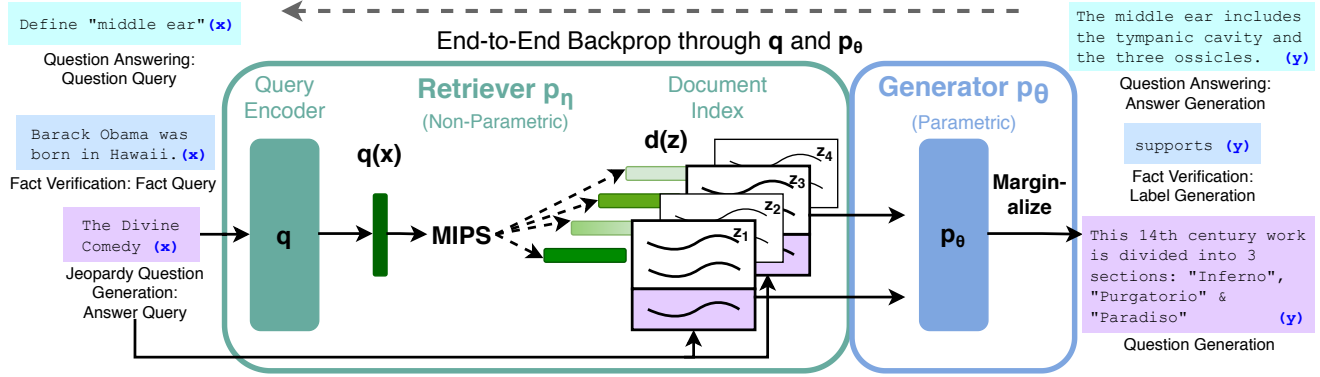 Define "middle ear" (x)
Question Answering:
Question Query
Barack Obama was
born in Hawaii. (x)
Fact Verification: Fact Query
The Divine
Comedy (x)
Jeopardy Question
Generation:
Answer Query
End-to-End Backprop through q and pθ
Query
Encoder
Retriever pη
(Non-Parametric)
Document
Index
q
q(x)
MIPS
d(z)
z4
z3
z2
z1
Generator pθ
(Parametric)
pθ
Margin-
alize
The middle ear includes
the tympanic cavity and
the three ossicles. (y)
Question Answering:
Answer Generation
supports (y)
Fact Verification:
Label Generation
This 14th century work
is divided into 3
sections: "Inferno",
"Purgatorio" &
"Paradiso" (y)
Question Generation